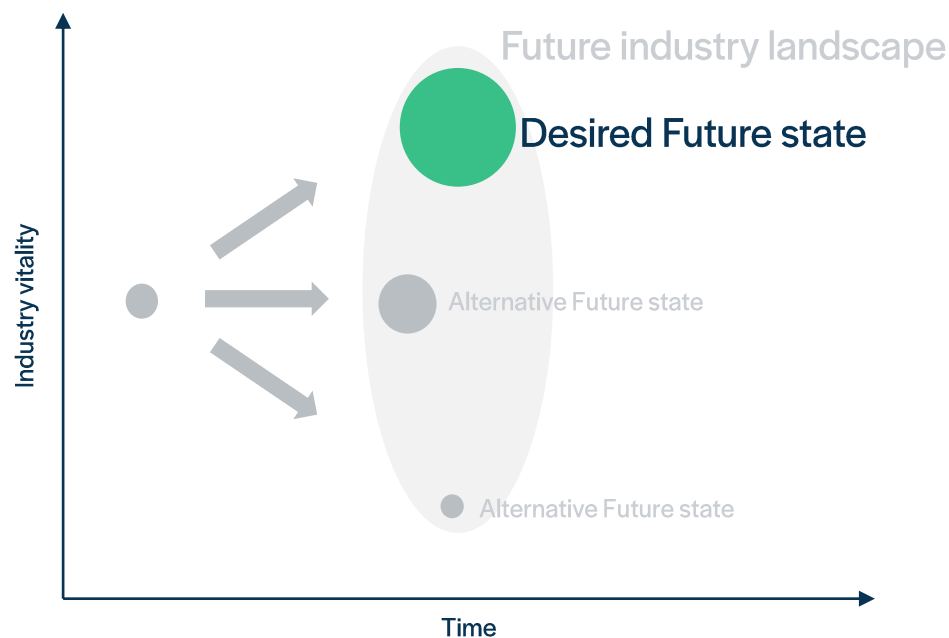 Future industry landscape
Desired Future state
Industry vitality
Alternative Future state
Alternative Future state
Time